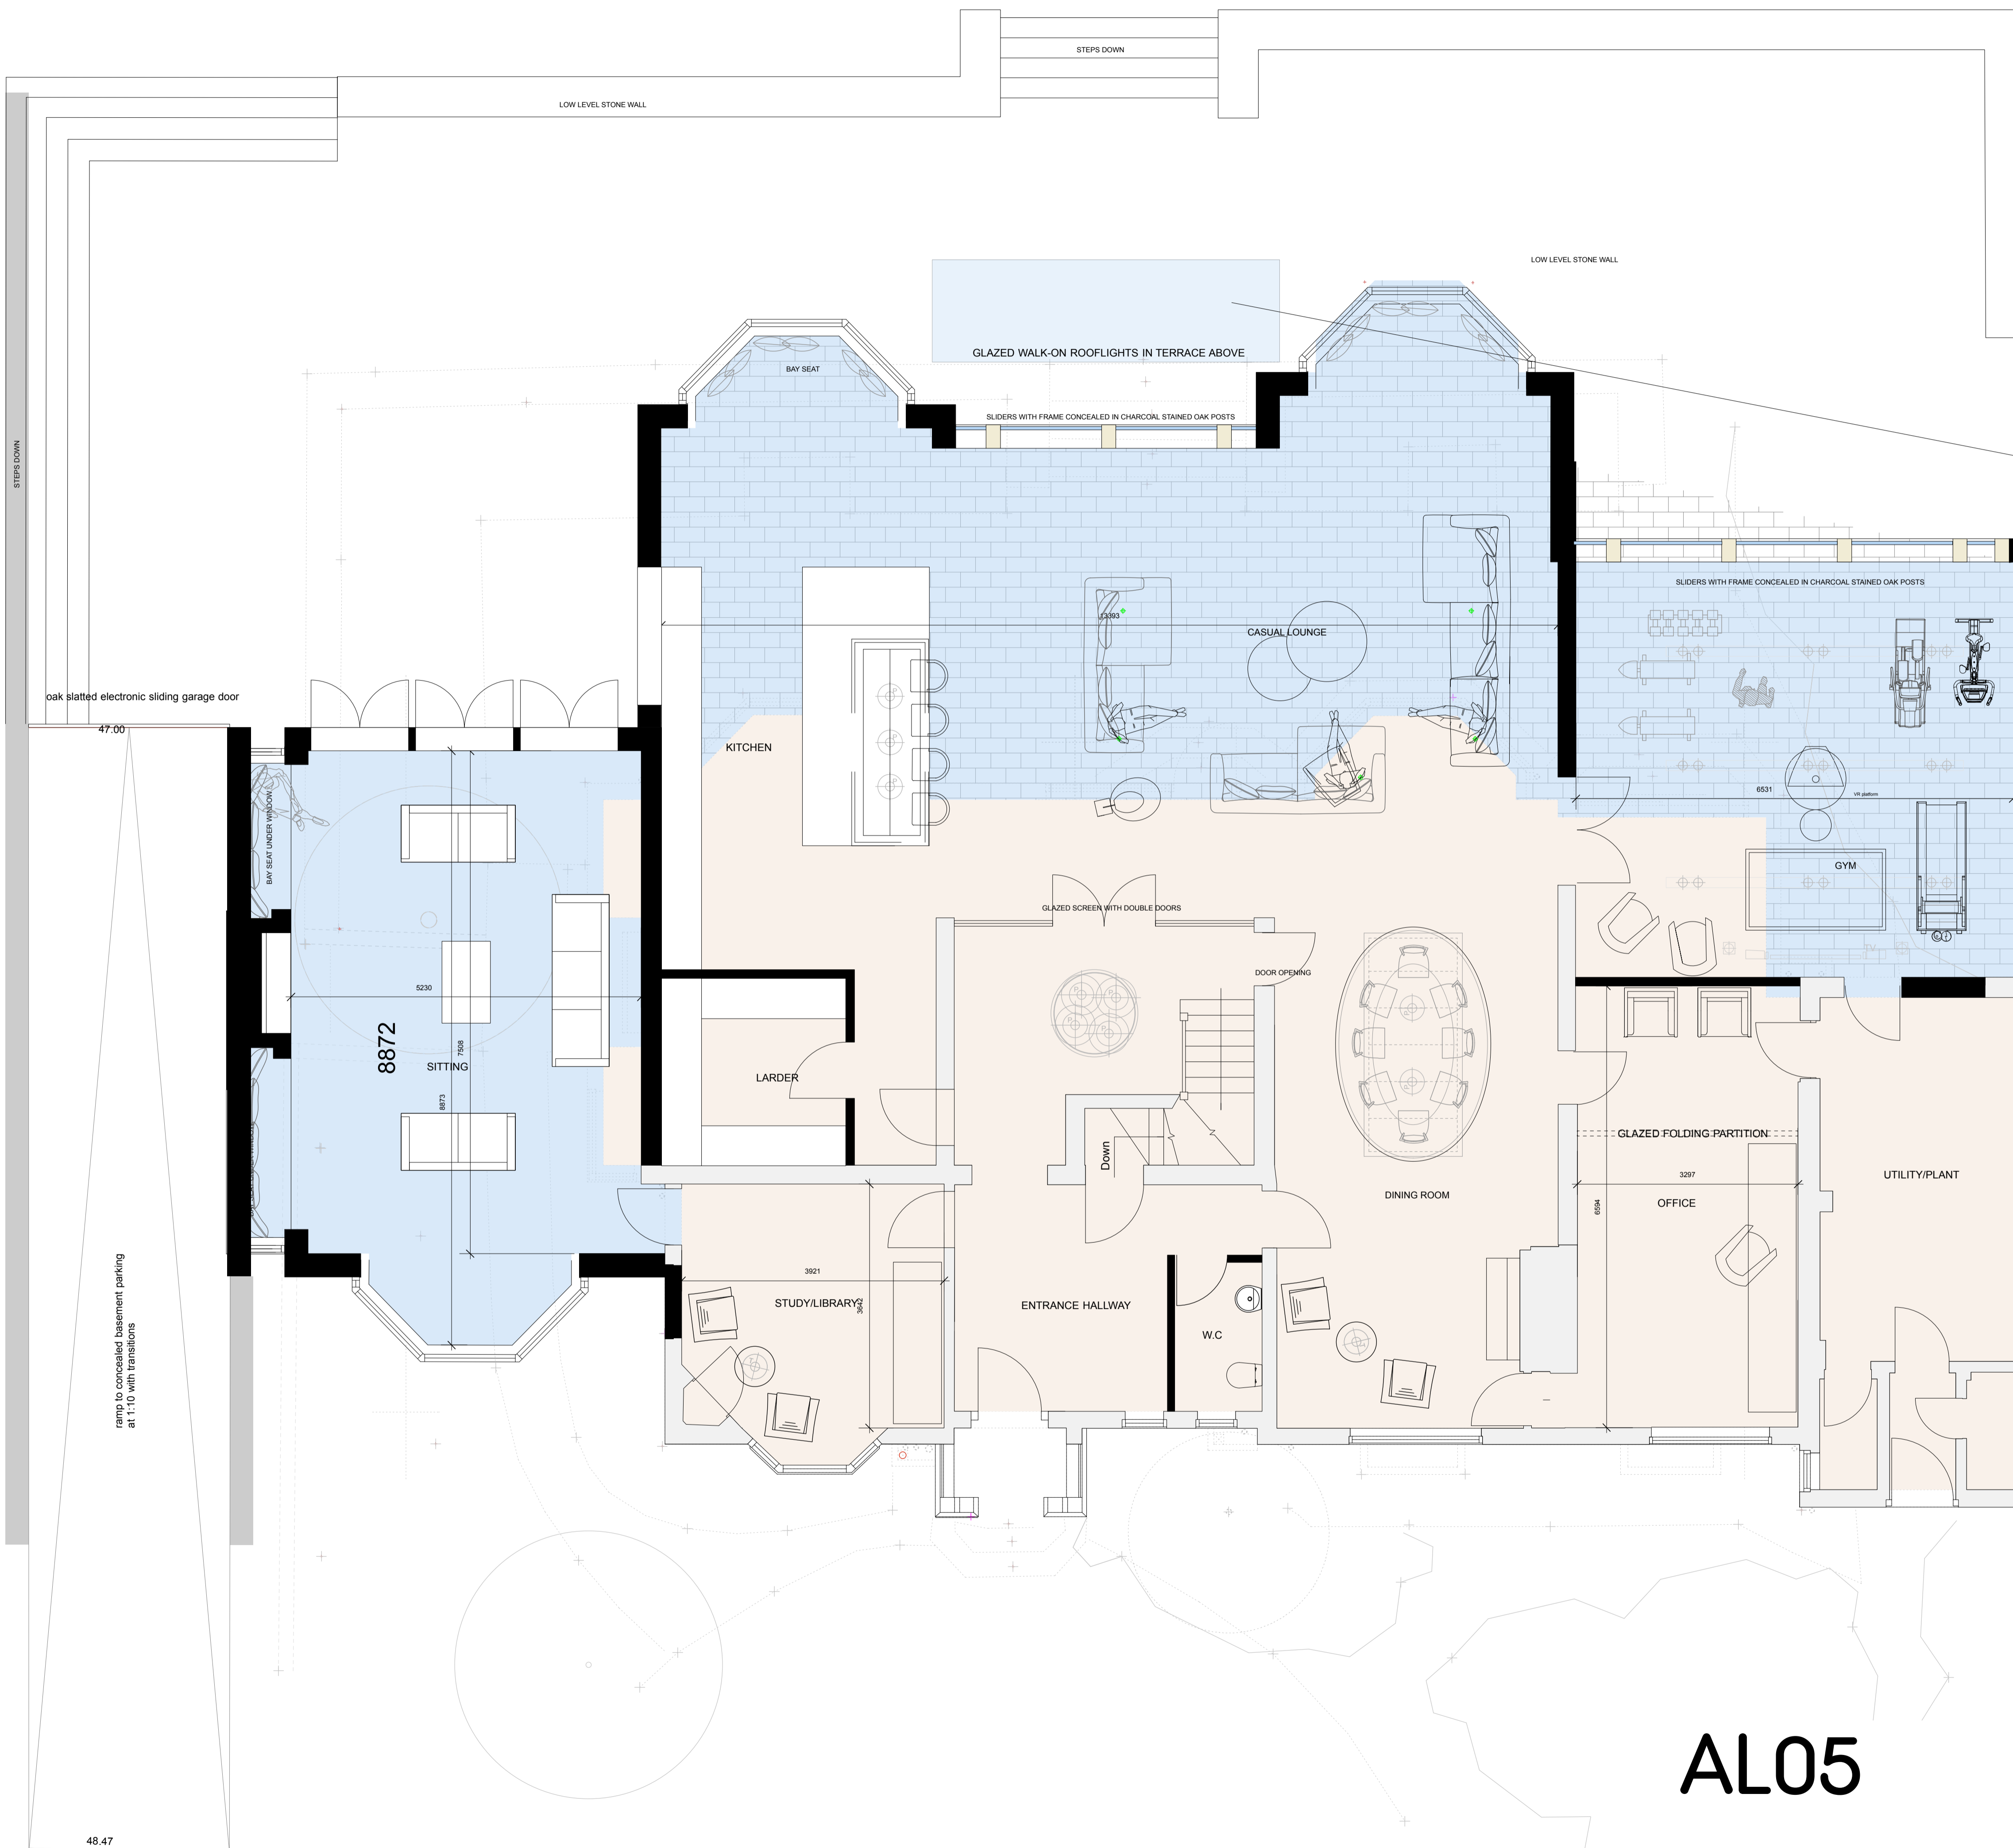 STEPS DOWN
LOW LEVEL STONE WALL
LOW LEVEL STONE WALL
GLAZED WALK-ON ROOFLIGHTS IN TERRACE ABOVE
BAY SEAT
SLIDERS WITH FRAME CONCEALED IN CHARCOAL STAINED OAK POSTS
STEPS DOWN
SLIDERS WITH FRAME CONCEALED IN CHARCOAL STAINED OAK POSTS
13393
CASUAL LOUNGE
oak slatted electronic sliding garage door
47.00
KITCHEN
BAY SEAT UNDER WINDOW
6531
VR platform
GYM
GLAZED SCREEN WITH DOUBLE DOORS
TV
DOOR OPENING
5230
8872
7508
SITTING
8873
LARDER
Down
GLAZED FOLDING PARTITION
3297
UTILITY/PLANT
DINING ROOM
OFFICE
6594
3921
STUDY/LIBRARY
3642
ENTRANCE HALLWAY
W.C
ramp to concealed basement parking
at 1:10 with transitions
AL05
48.47